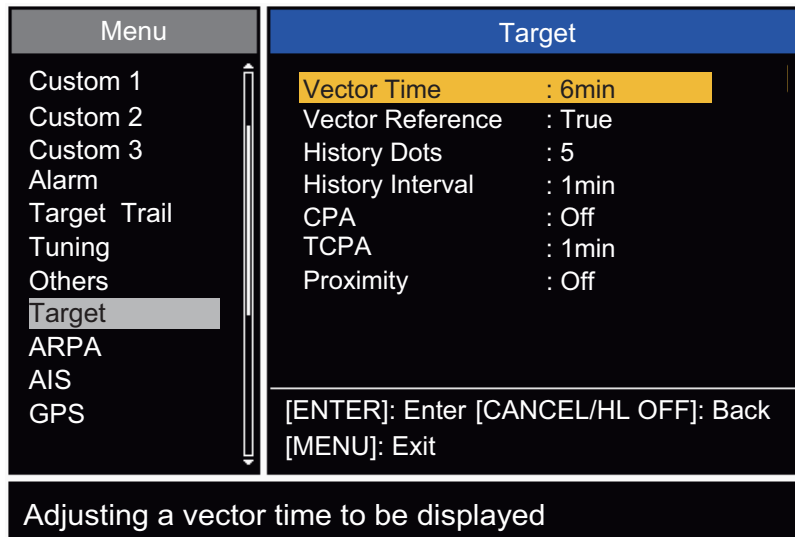 Menu
Custom 1
Custom 2
Custom 3
Alarm
Target Trail
Tuning
Others
Target
ARPA
AIS
GPS
Target
Vector Time : 6min
Vector Reference : True
History Dots : 5
History Interval : 1min
CPA : Off
TCPA : 1min
Proximity : Off
[ENTER]: Enter [CANCEL/HL OFF]: Back
[MENU]: Exit
Adjusting a vector time to be displayed